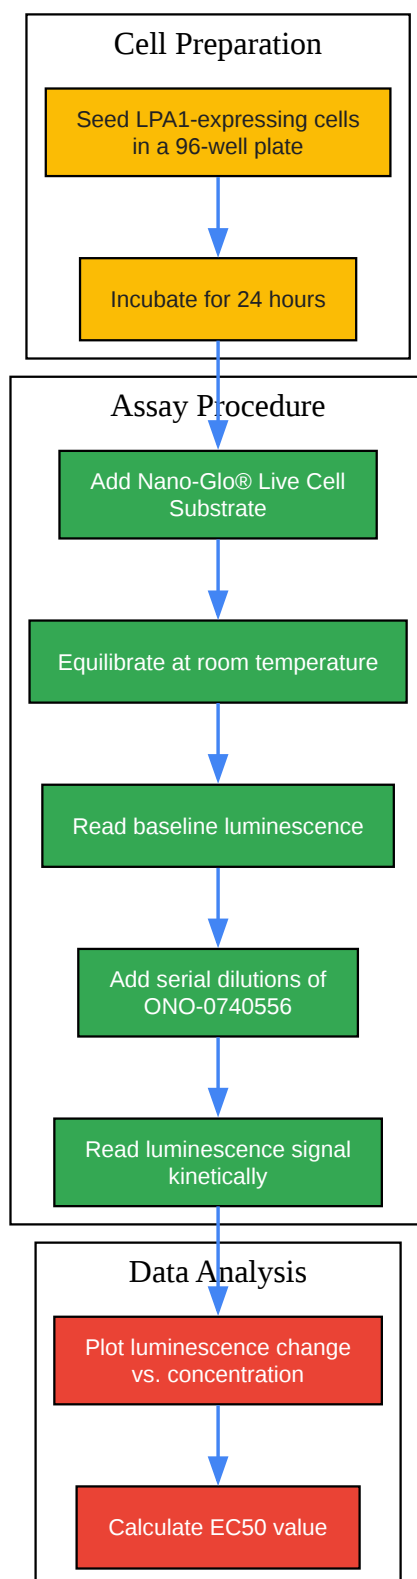 Cell Preparation
Seed LPA1-expressing cells
in a 96-well plate
Incubate for 24 hours
Assay Procedure
Add Nano-Glo® Live Cell
Substrate
Equilibrate at room temperature
Read baseline luminescence
Add serial dilutions of
ONO-0740556
Read luminescence signal
kinetically
Data Analysis
Plot luminescence change
vs. concentration
Calculate EC50 value